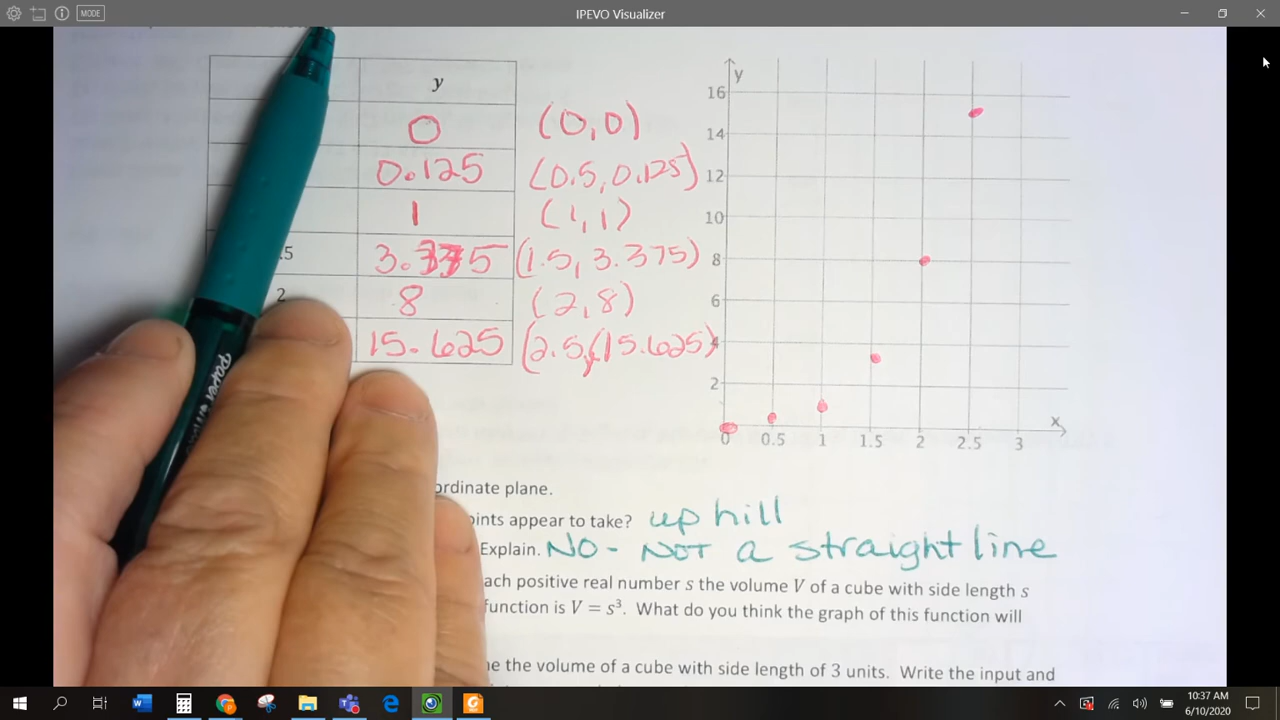 MODE
IPEVO Visualizer
y
0 (0,0)
0.125 (0.5, 0.125)
1 (1, 1)
.5 3.375 (1.5, 3.375)
2 8 (2, 8)
15.625 (2.5, (15.625)
y
16
14
12
10
8
6
4
2
0 0.5 1 1.5 2 2.5 3
x
ordinate plane.
oints appear to take? up hill
Explain. NO - NOT a straight line
ach positive real number s the volume V of a cube with side length s
function is V = s³. What do you think the graph of this function will
e the volume of a cube with side length of 3 units. Write the input and
paper
10:37 AM
6/10/2020